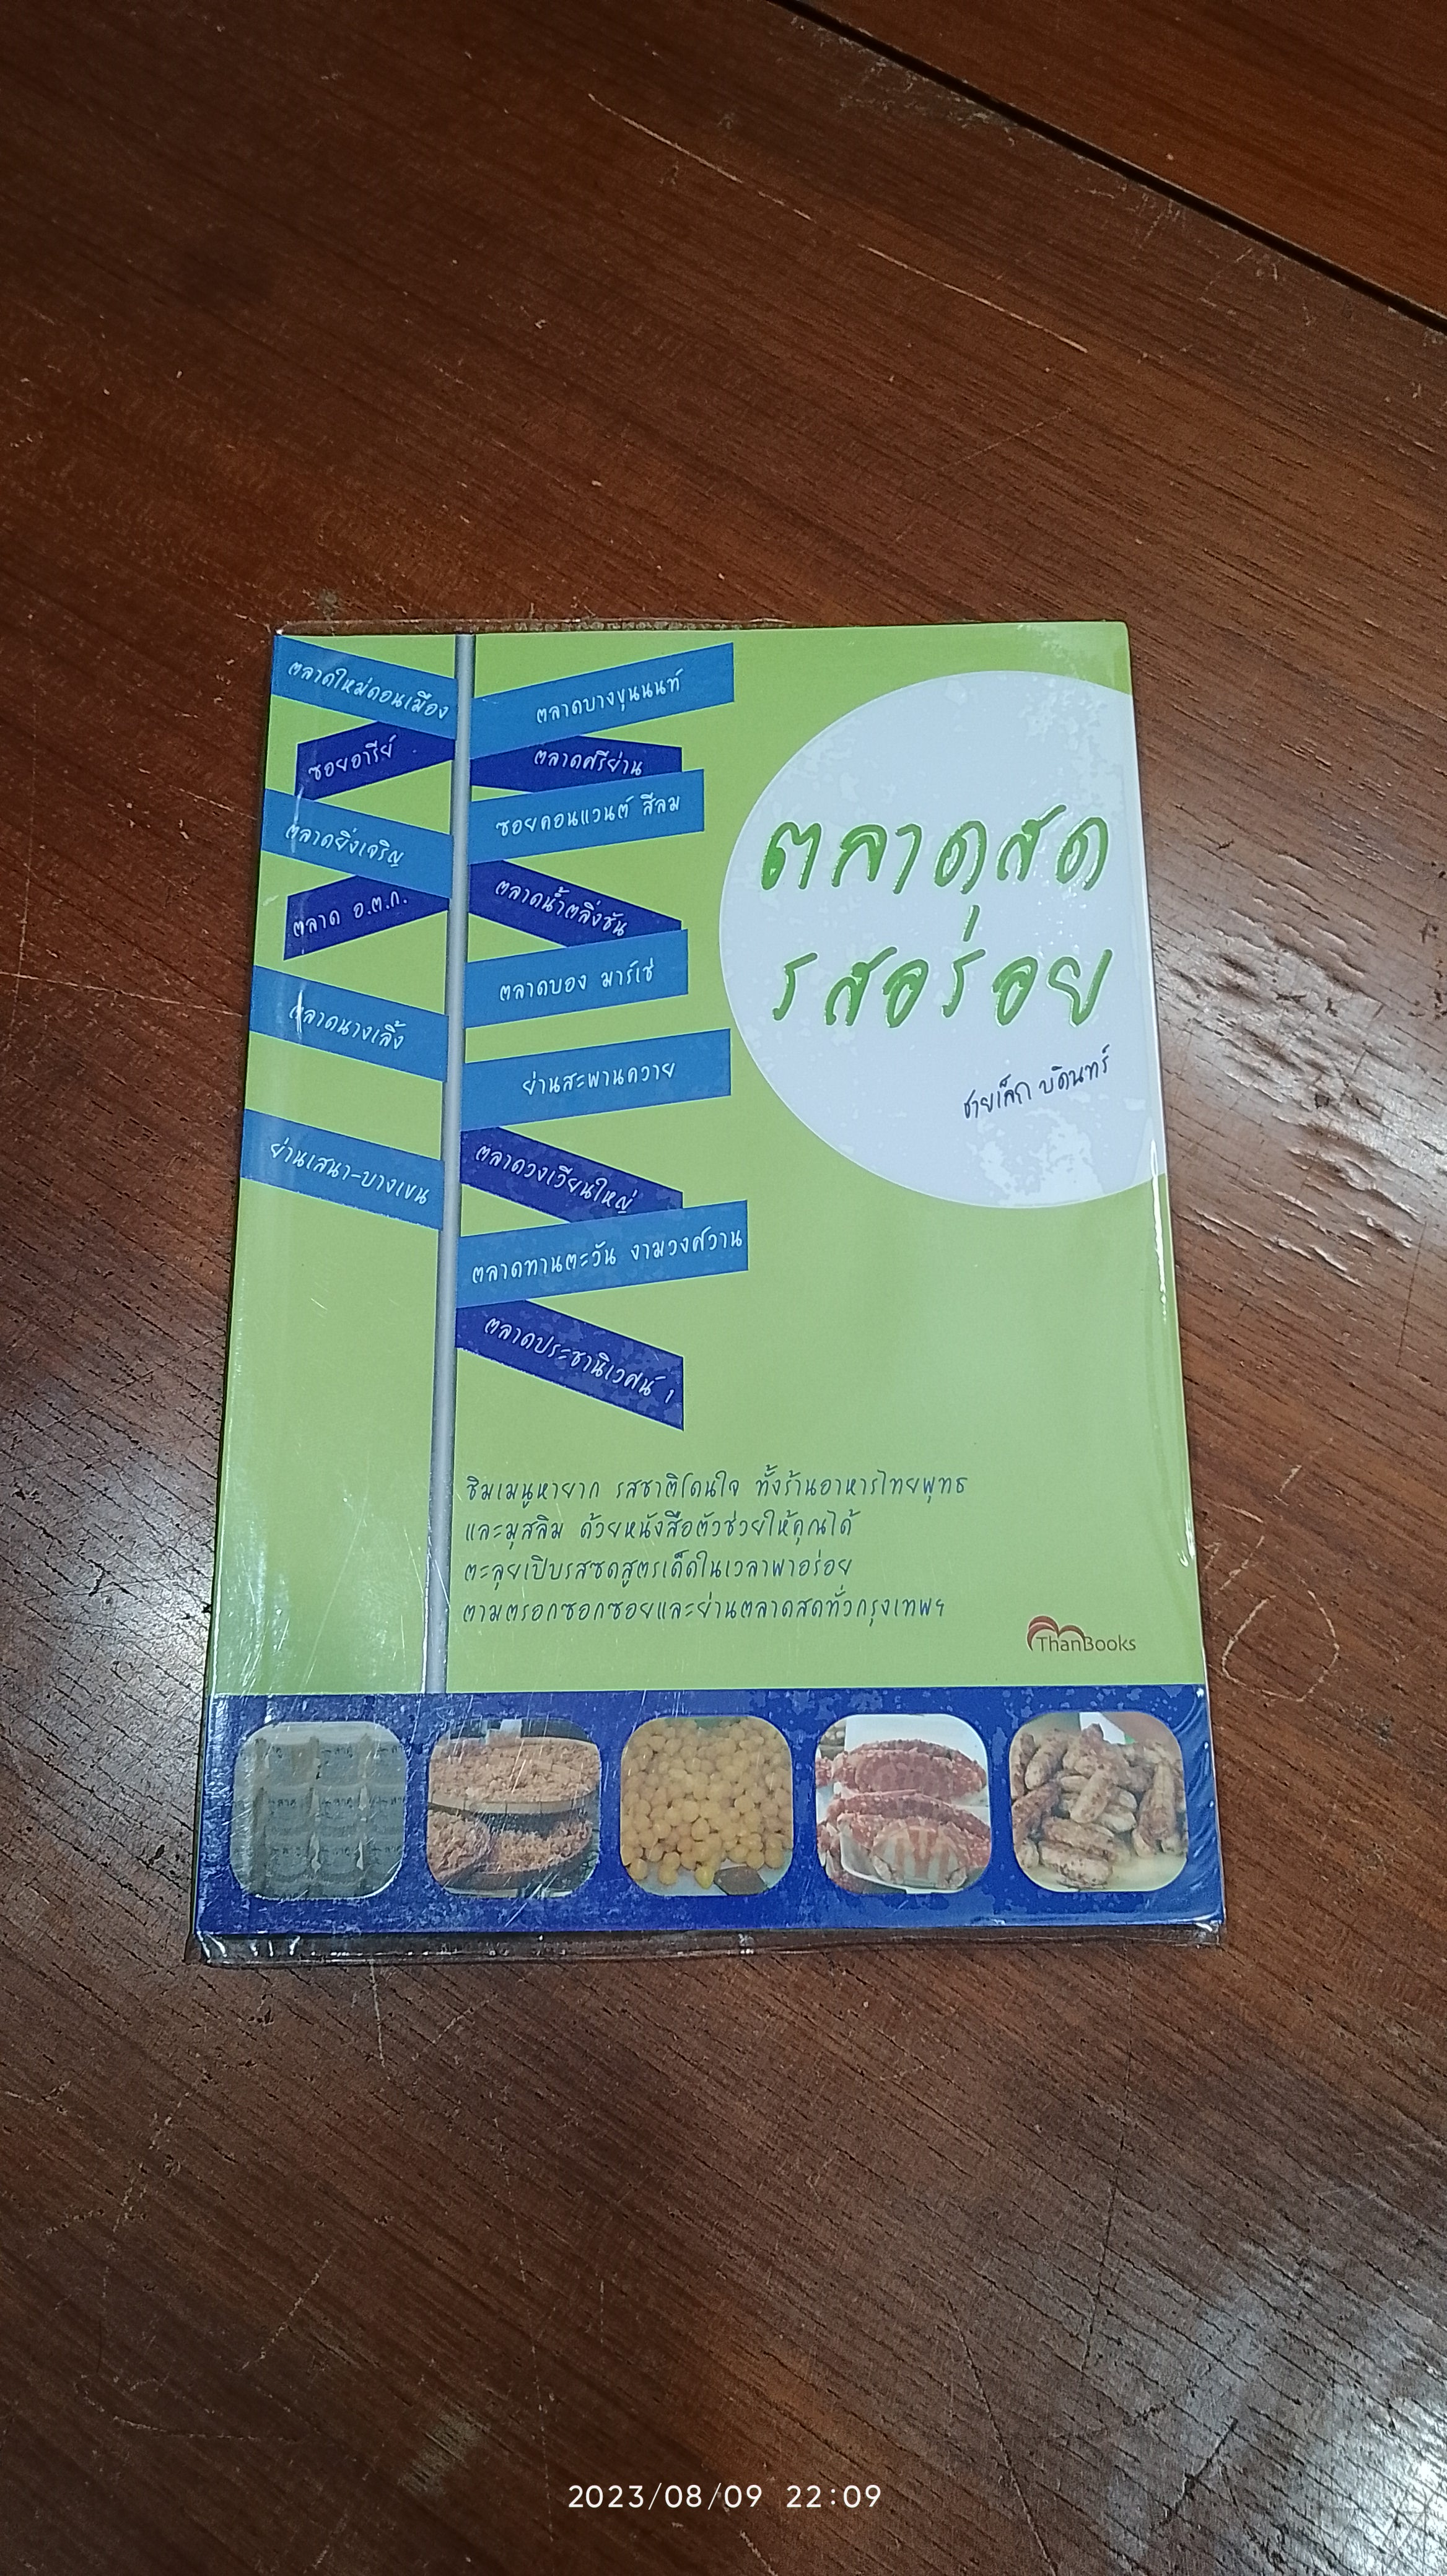 ตลาดใหม่ดอนเมือง
ซอยอารีย์
ตลาดยิ่งเจริญ
ตลาด อ.ต.ก.
ตลาดนางเลิ้ง
ย่านเสนา-บางเขน
ตลาดบางขุนนนท์
ตลาดศรีย่าน
ซอยคอนแวนต์ สีลม
ตลาดน้ำตลิ่งชัน
ตลาดบอง มาร์เช่
ย่านสะพานควาย
ตลาดวงเวียนใหญ่
ตลาดทานตะวัน งามวงศ์วาน
ตลาดประชานิเวศน์ ๑
ตลาดสด
รสอร่อย
ชายเล็ก บดินทร์
ชิมเมนูหายาก รสชาติโดนใจ ทั้งร้านอาหารไทยพุทธ
และมุสลิม ด้วยหนังสือตัวช่วยให้คุณได้
ตะลุยเปิบรสซดสูตรเด็ดในเวลาพาอร่อย
ตามตรอกซอกซอยและย่านตลาดสดทั่วกรุงเทพฯ
ThanBooks
2023/08/09 22:09